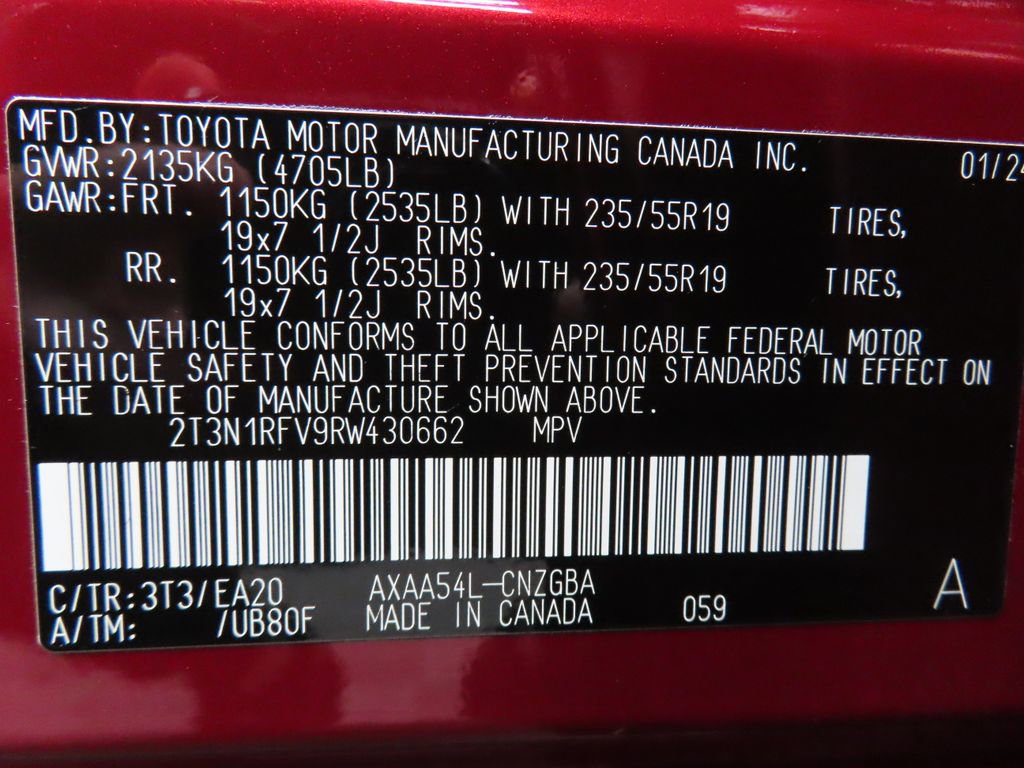 MFD.BY:TOYOTA MOTOR MANUFACTURING CANADA INC. 01/24
GVWR:2135KG (4705LB)
GAWR:FRT. 1150KG (2535LB) WITH 235/55R19 TIRES,
19x7 1/2J RIMS.
RR. 1150KG (2535LB) WITH 235/55R19 TIRES,
19x7 1/2J RIMS.
THIS VEHICLE CONFORMS TO ALL APPLICABLE FEDERAL MOTOR
VEHICLE SAFETY AND THEFT PREVENTION STANDARDS IN EFFECT ON
THE DATE OF MANUFACTURE SHOWN ABOVE.
2T3N1RFV9RW430662 MPV
C/TR:3T3/EA20 AXAA54L-CNZGBA A
A/TM: /UB80F MADE IN CANADA 059